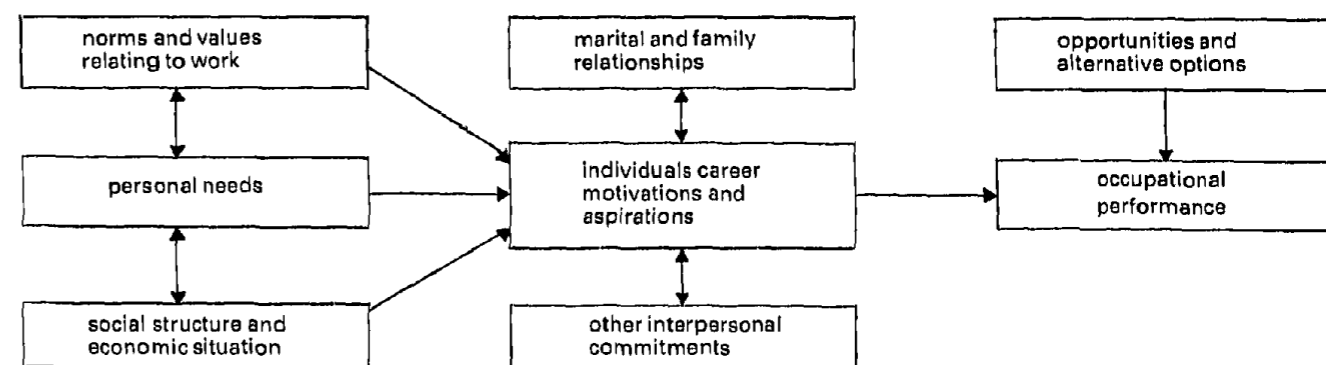 norms and values
relating to work
marital and family
relationships
opportunities and
alternative options
personal needs
individuals career
motivations and
aspirations
occupational
performance
social structure and
economic situation
other interpersonal
commitments